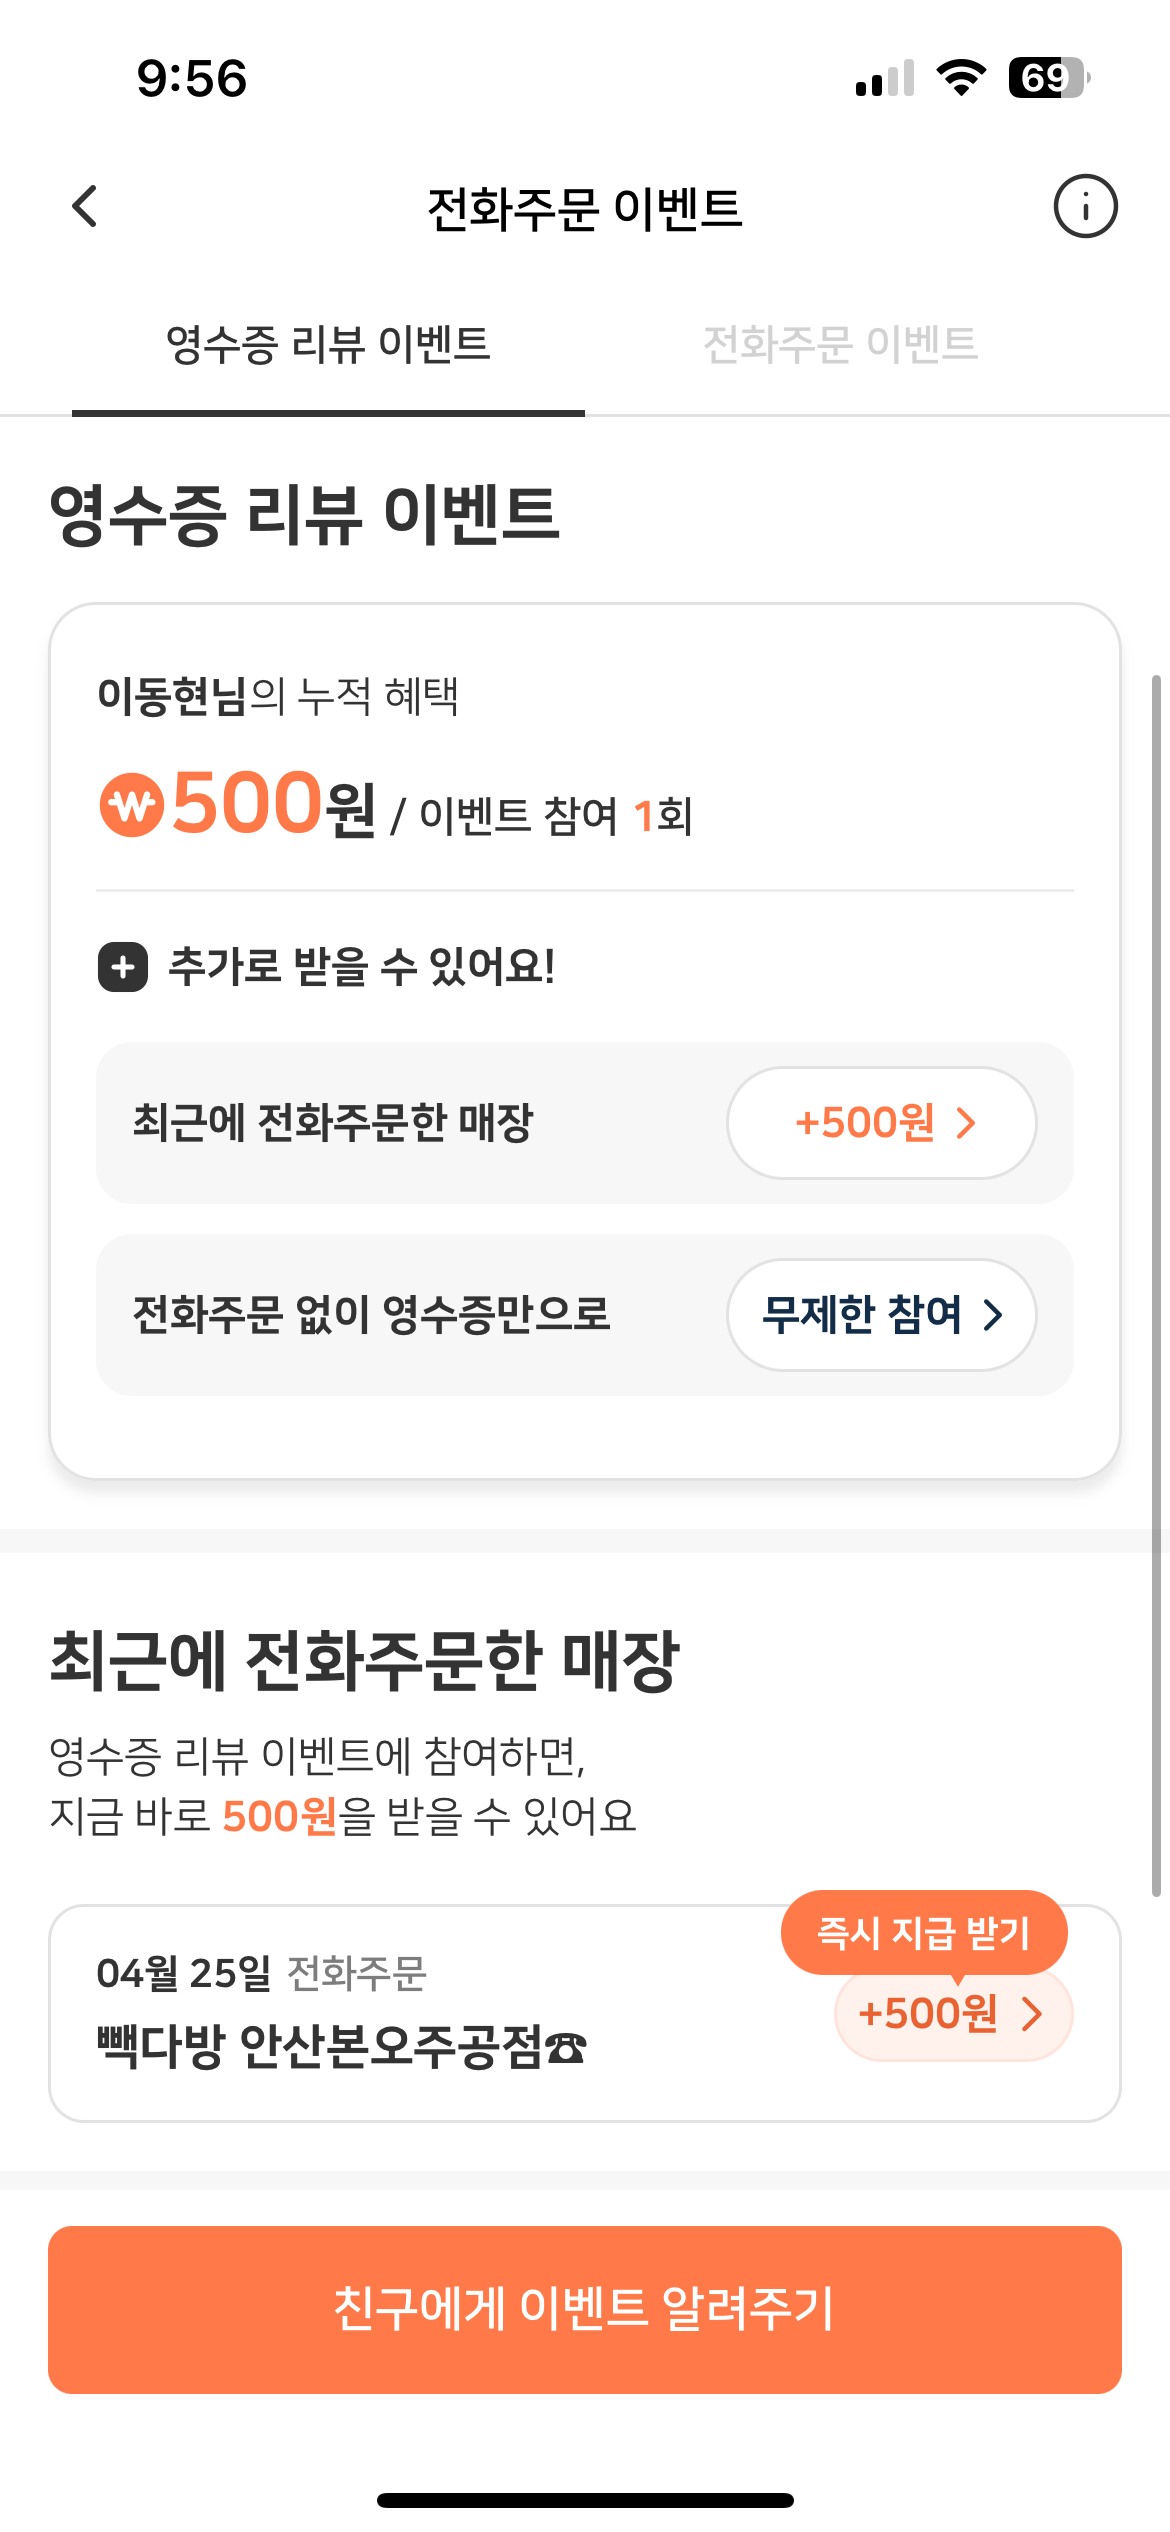 9:56
69
전화주문 이벤트
영수증 리뷰 이벤트
전화주문 이벤트
영수증 리뷰 이벤트
이동현님의 누적 혜택
₩500원 / 이벤트 참여 1회
추가로 받을 수 있어요!
최근에 전화주문한 매장
+500원
전화주문 없이 영수증만으로
무제한 참여
최근에 전화주문한 매장
영수증 리뷰 이벤트에 참여하면,
지금 바로 500원을 받을 수 있어요
즉시 지급 받기
04월 25일 전화주문
+500원
빽다방 안산본오주공점☎
친구에게 이벤트 알려주기